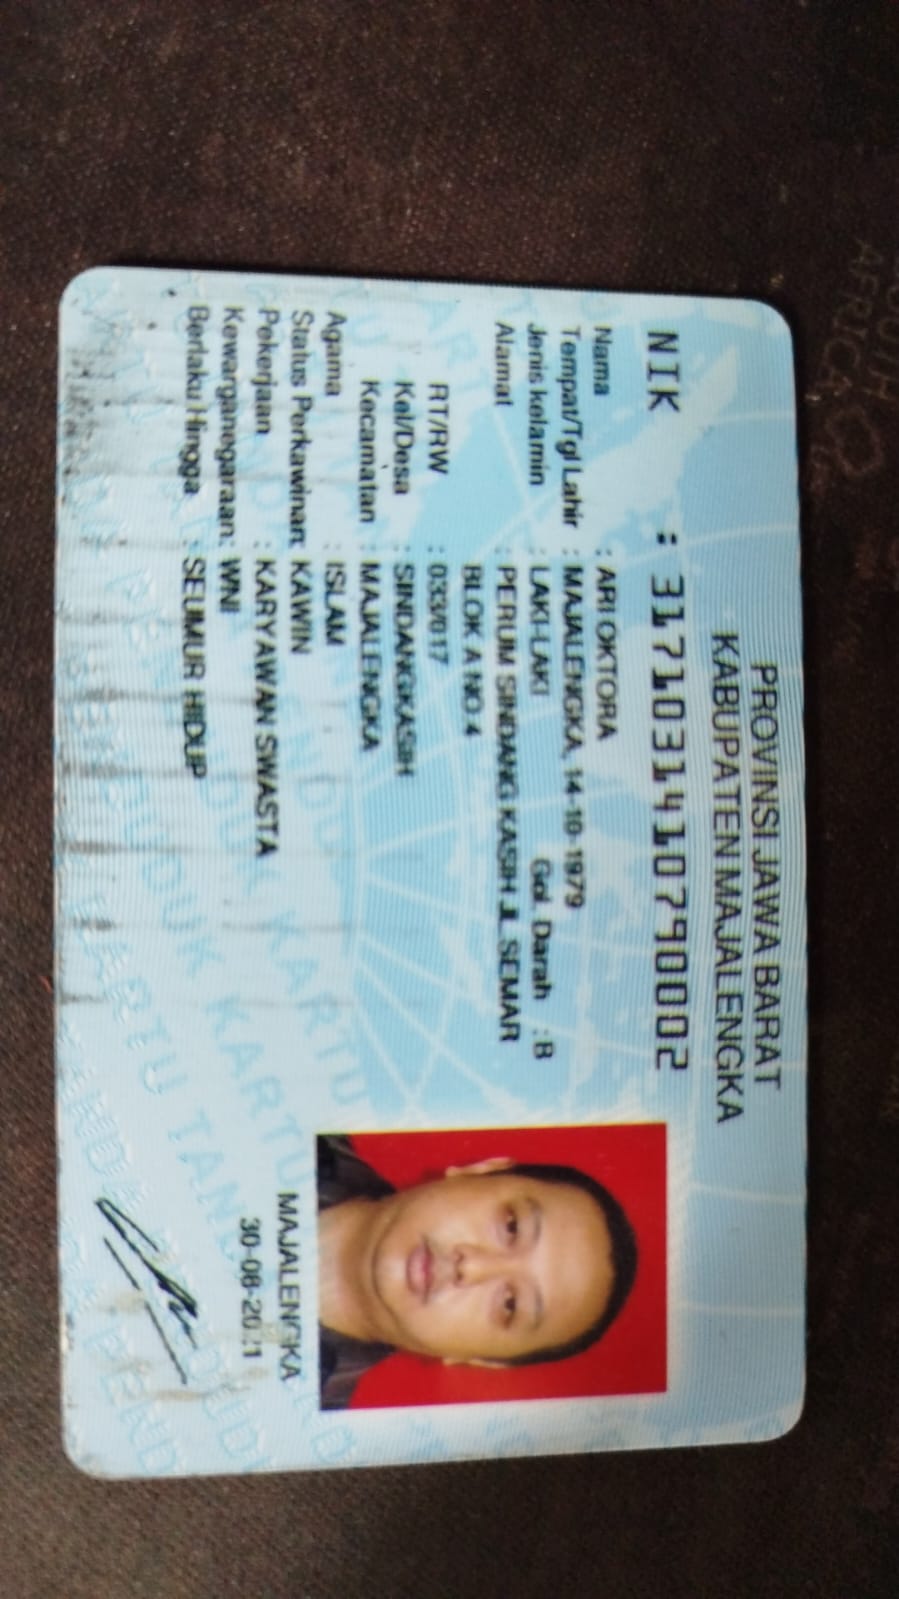 PROVINSI JAWA BARAT
KABUPATEN MAJALENGKA
NIK : 3171031410790002
Nama : ARI OKTORA
Tempat/Tgl Lahir : MAJALENGKA, 14-10-1979
Jenis kelamin : LAKI-LAKI Gol. Darah : B
Alamat : PERUM SINDANG KASIH JL. SEMAR
BLOK A NO.4
RT/RW : 033/017
Kel/Desa : SINDANGKASIH
Kecamatan : MAJALENGKA
Agama : ISLAM
Status Perkawinan: KAWIN
Pekerjaan : KARYAWAN SWASTA
Kewarganegaraan: WNI
Berlaku Hingga : SEUMUR HIDUP
MAJALENGKA
30-08-2021
AFRICA